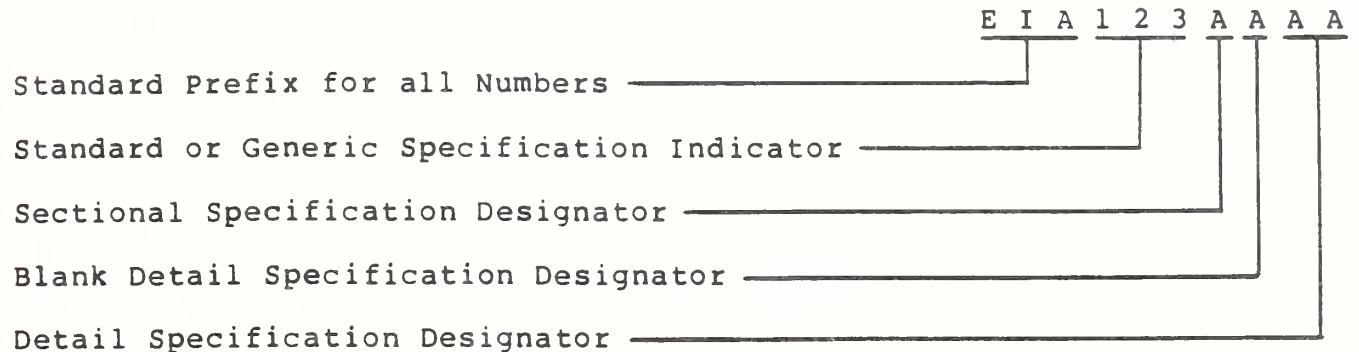 E I A 1 2 3 A A A A
Standard Prefix for all Numbers
Standard or Generic Specification Indicator
Sectional Specification Designator
Blank Detail Specification Designator
Detail Specification Designator